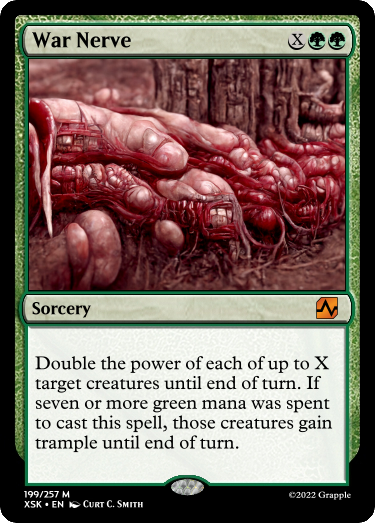 War Nerve X
Sorcery
Double the power of each of up to X
target creatures until end of turn. If
seven or more green mana was spent
to cast this spell, those creatures gain
trample until end of turn.
199/257 M
XSK • EN Curt C. Smith
©2022 Grapple